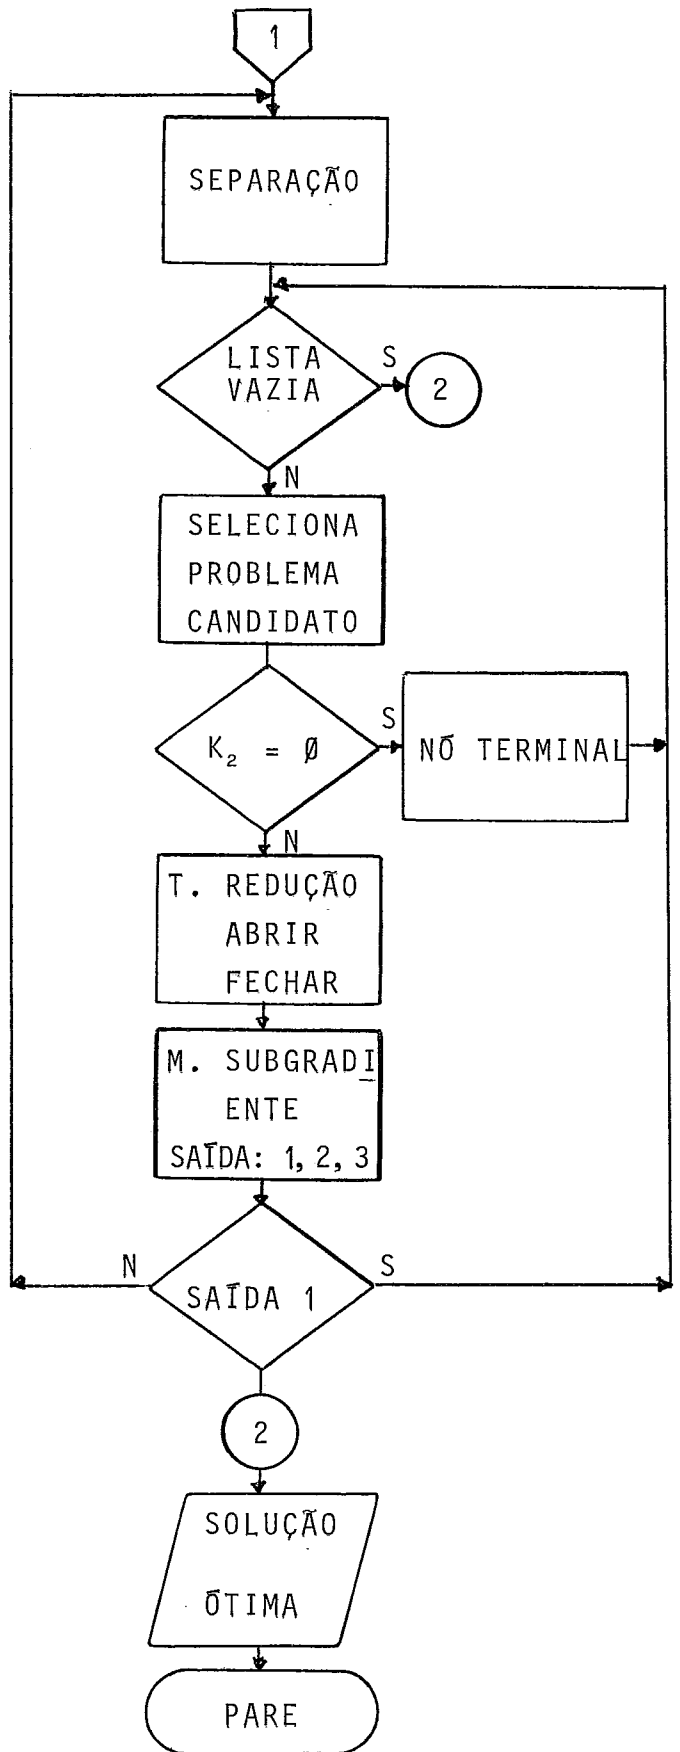 1
SEPARAÇÃO
LISTA
VAZIA
S
2
N
SELECIONA
PROBLEMA
CANDIDATO
K₂ = Ø
S
NÓ TERMINAL
N
T. REDUÇÃO
ABRIR
FECHAR
M. SUBGRADI
ENTE
SAÍDA: 1, 2, 3
N
SAÍDA 1
S
2
SOLUÇÃO
ÓTIMA
PARE